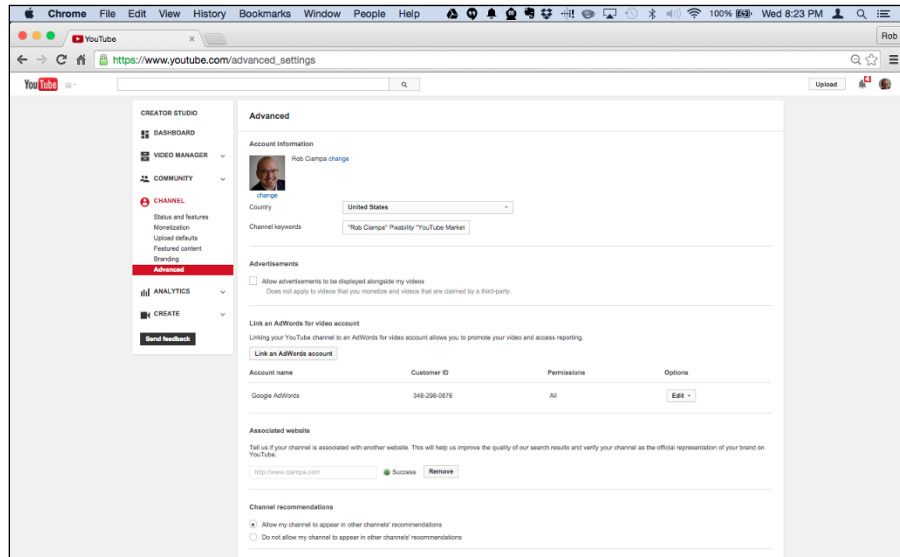 Chrome File Edit View History Bookmarks Window People Help 100% Wed 8:23 PM
YouTube × Rob
https://www.youtube.com/advanced_settings
YouTube Upload 4
CREATOR STUDIO
DASHBOARD
VIDEO MANAGER
COMMUNITY
CHANNEL
Status and features
Monetization
Upload defaults
Featured content
Branding
Advanced
ANALYTICS
CREATE
Send feedback
Advanced
Account information
Rob Ciampa change
change
Country United States
Channel keywords "Rob Ciampa" Pixability "YouTube Market
Advertisements
Allow advertisements to be displayed alongside my videos
Does not apply to videos that you monetize and videos that are claimed by a third-party.
Link an AdWords for video account
Linking your YouTube channel to an AdWords for video account allows you to promote your video and access reporting.
Link an AdWords account
Account name Customer ID Permissions Options
Google AdWords 348-298-0876 All Edit
Associated website
Tell us if your channel is associated with another website. This will help us improve the quality of our search results and verify your channel as the official representation of your brand on
YouTube.
http://www.ciampa.com Success Remove
Channel recommendations
Allow my channel to appear in other channels' recommendations
Do not allow my channel to appear in other channels' recommendations